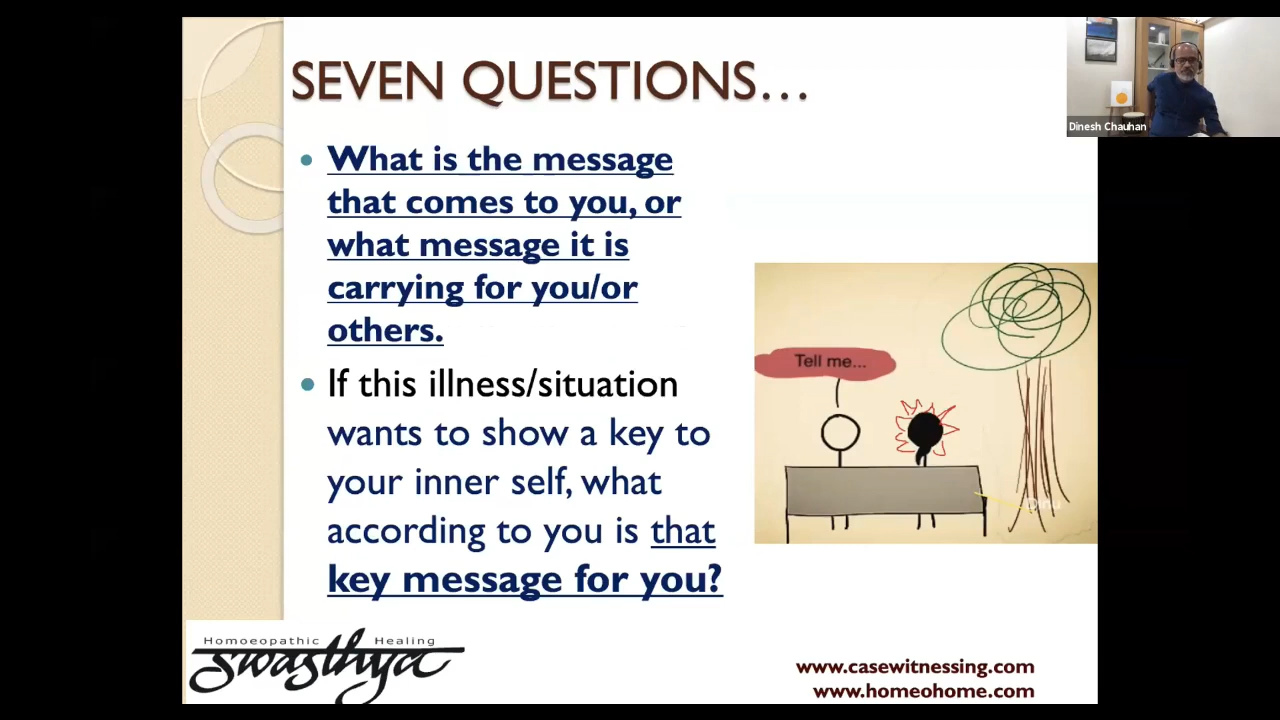 SEVEN QUESTIONS…
What is the message
that comes to you, or
what message it is
carrying for you/or
others.
If this illness/situation
wants to show a key to
your inner self, what
according to you is that
key message for you?
Tell me...
Dinu
Dinesh Chauhan
Homoeopathic Healing
swasthya
www.casewitnessing.com
www.homeohome.com